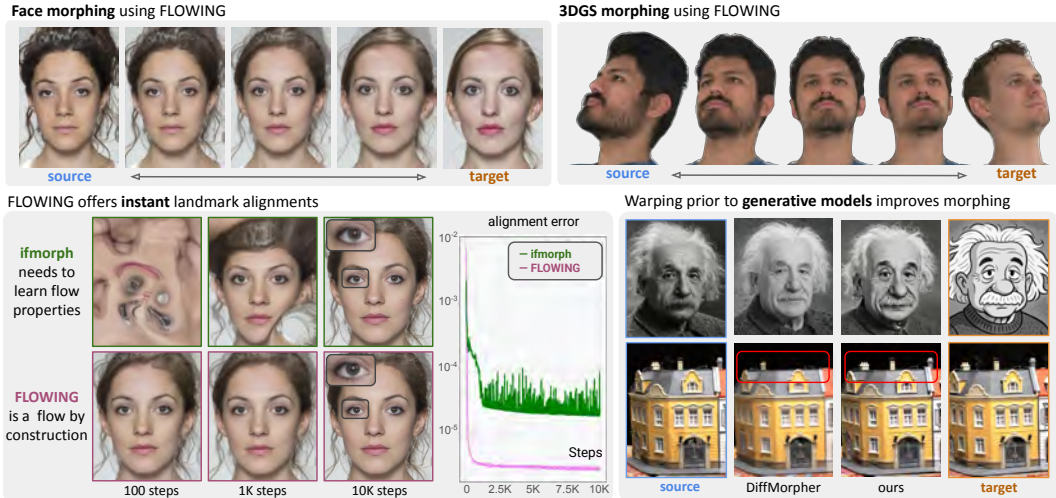 Face morphing using FLOWING
source
target
3DGS morphing using FLOWING
source
target
FLOWING offers instant landmark alignments
ifmorph
needs to
learn flow
properties
FLOWING
is a flow by
construction
100 steps
1K steps
10K steps
alignment error
10-2
10-3
10-4
10-5
ifmorph
FLOWING
Steps
0 2.5K 5K 7.5K 10K
Warping prior to generative models improves morphing
source
DiffMorpher
ours
target